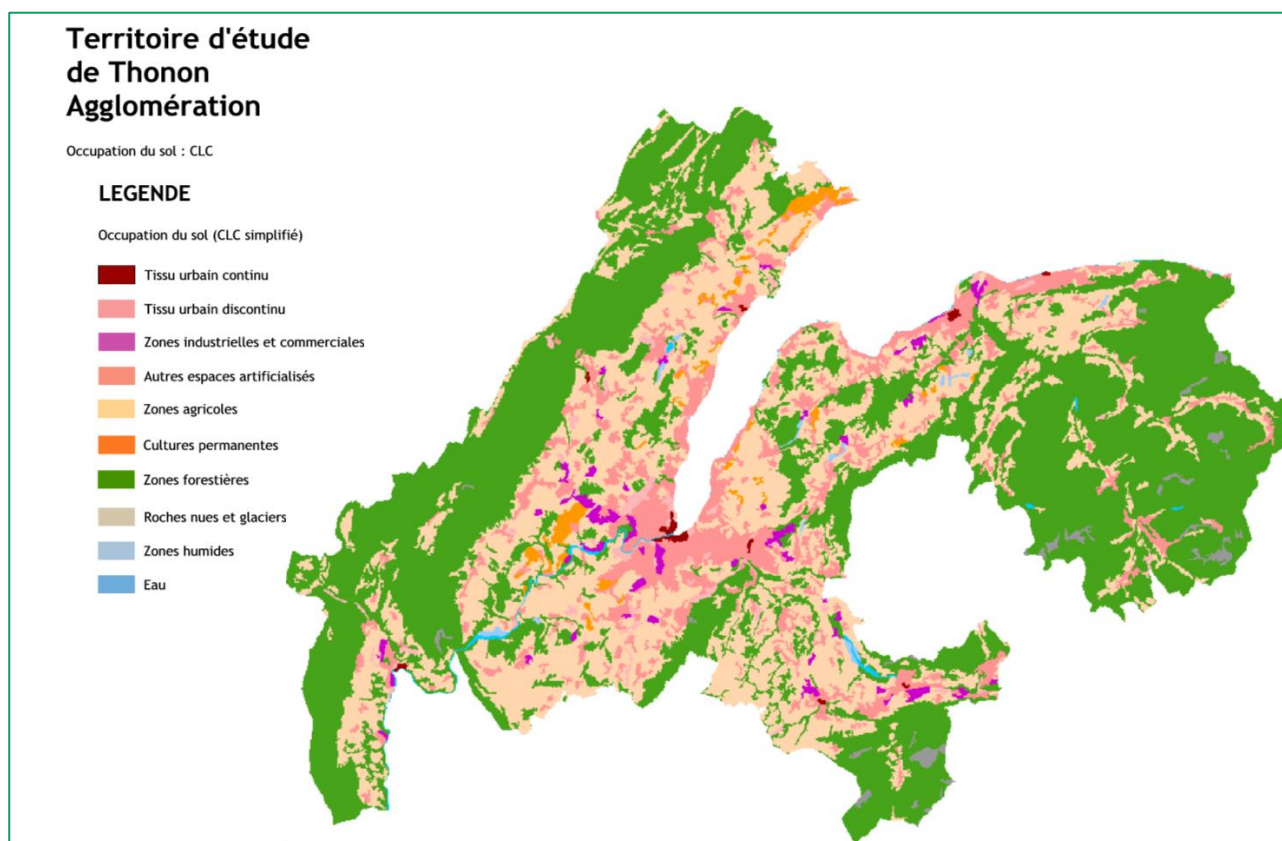 Territoire d'étude
de Thonon
Agglomération
Occupation du sol : CLC
LEGENDE
Occupation du sol (CLC simplifié)
Tissu urbain continu
Tissu urbain discontinu
Zones industrielles et commerciales
Autres espaces artificialisés
Zones agricoles
Cultures permanentes
Zones forestières
Roches nues et glaciers
Zones humides
Eau